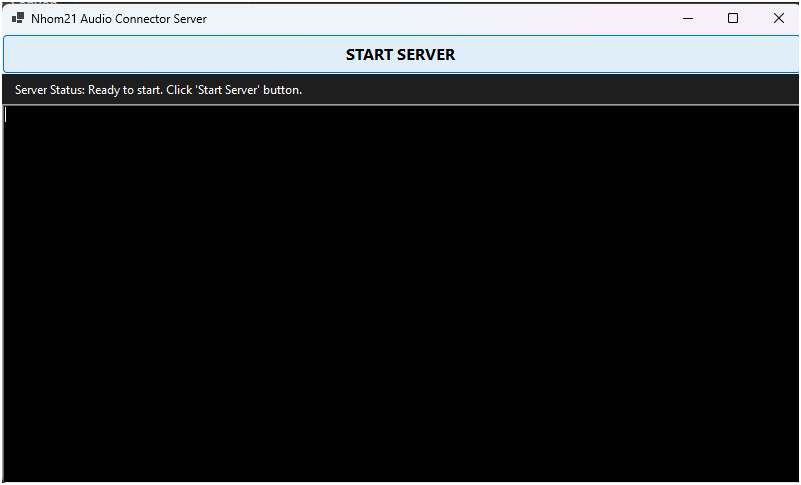 Nhom21 Audio Connector Server
START SERVER
Server Status: Ready to start. Click 'Start Server' button.